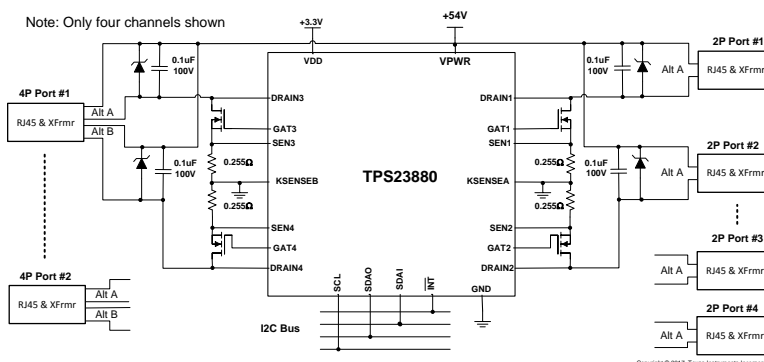 Note: Only four channels shown
+3.3V
+54V
VDD
VPWR
4P Port #1
RJ45 & XFrmr
Alt A
Alt B
0.1uF
100V
0.1uF
100V
DRAIN3
GAT3
SEN3
0.255Ω
KSENSEB
0.255Ω
SEN4
GAT4
DRAIN4
TPS23880
DRAIN1
GAT1
SEN1
0.255Ω
KSENSEA
0.255Ω
SEN2
GAT2
DRAIN2
SCL
SDAO
SDAI
INT
GND
I2C Bus
0.1uF
100V
Alt A
2P Port #1
RJ45 & XFrmr
0.1uF
100V
Alt A
2P Port #2
RJ45 & XFrmr
2P Port #3
Alt A
RJ45 & XFrmr
2P Port #4
Alt A
RJ45 & XFrmr
4P Port #2
RJ45 & XFrmr
Alt A
Alt B